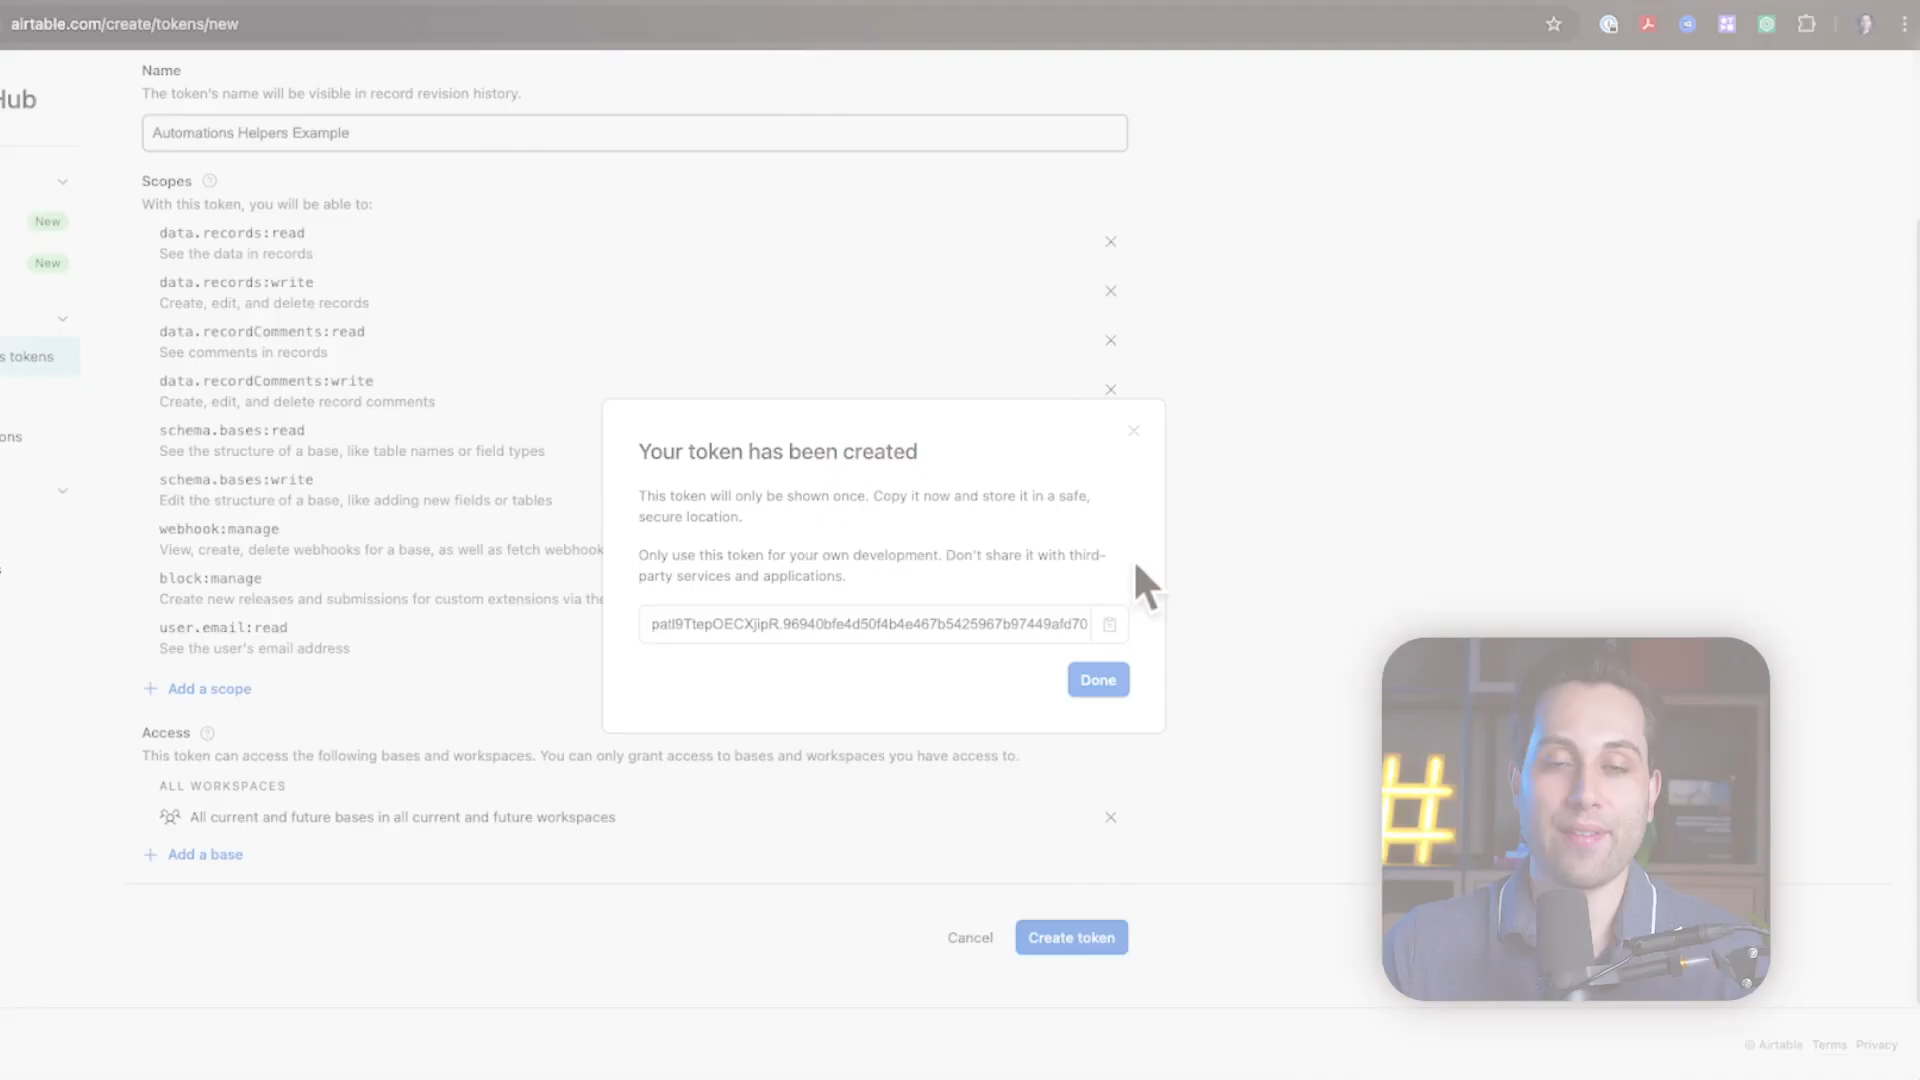 airtable.com/create/tokens/new
Hub
New
New
s tokens
ons
Name
The token's name will be visible in record revision history.
Automations Helpers Example
Scopes
With this token, you will be able to:
data.records:read
See the data in records
data.records:write
Create, edit, and delete records
data.recordComments:read
See comments in records
data.recordComments:write
Create, edit, and delete record comments
schema.bases:read
See the structure of a base, like table names or field types
schema.bases:write
Edit the structure of a base, like adding new fields or tables
webhook:manage
View, create, delete webhooks for a base, as well as fetch webhook
block:manage
Create new releases and submissions for custom extensions via the
user.email:read
See the user's email address
+ Add a scope
Your token has been created
This token will only be shown once. Copy it now and store it in a safe,
secure location.
Only use this token for your own development. Don't share it with third-
party services and applications.
patI9TtepOECXjipR.96940bfe4d50f4b4e467b5425967b97449afd70
Done
Access
This token can access the following bases and workspaces. You can only grant access to bases and workspaces you have access to.
ALL WORKSPACES
All current and future bases in all current and future workspaces
+ Add a base
Cancel
Create token
© Airtable Terms Privacy